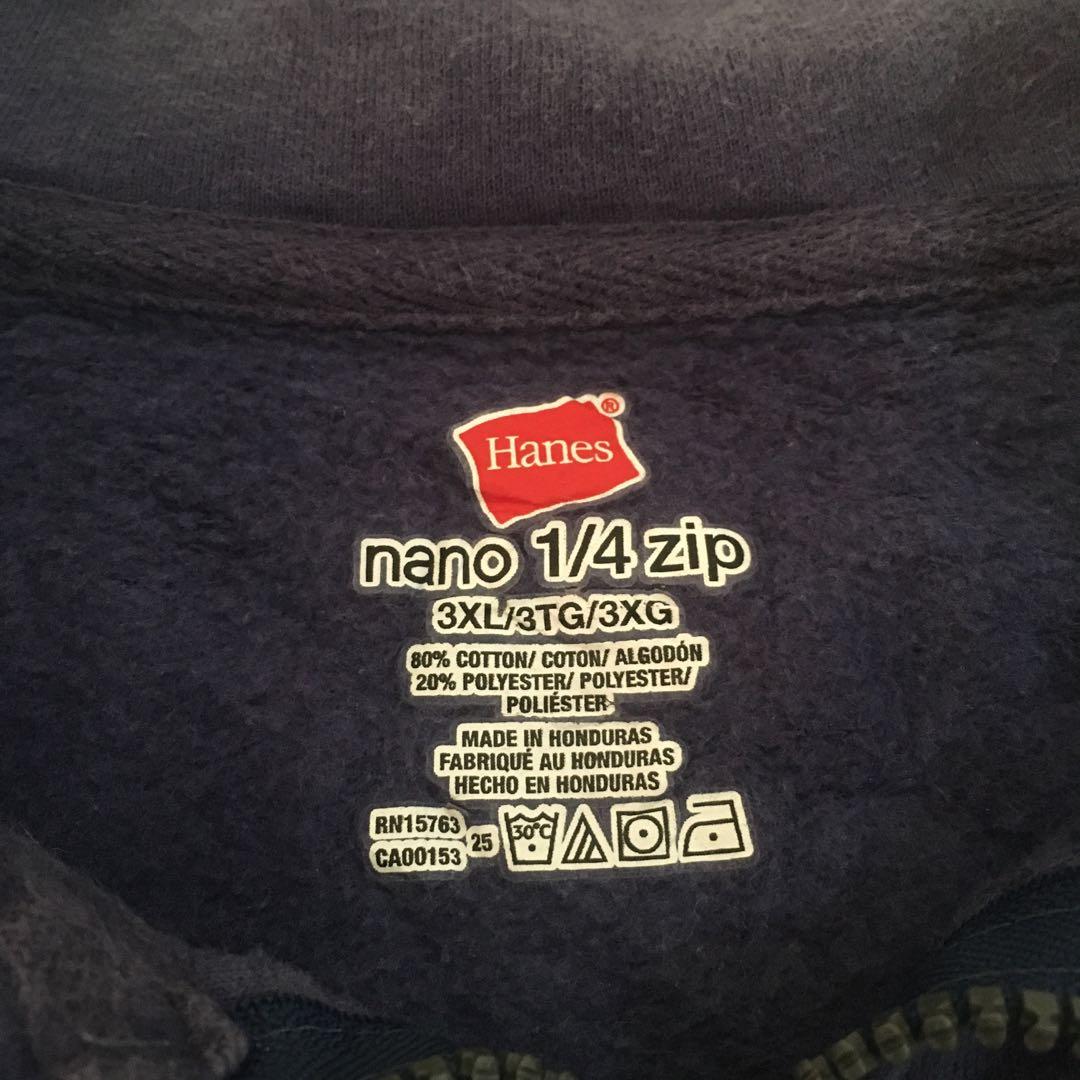 Hanes®
nano 1/4 zip
3XL/3TG/3XG
80% COTTON/ COTON/ ALGODÓN
20% POLYESTER/ POLYESTER/
POLIÉSTER
MADE IN HONDURAS
FABRIQUÉ AU HONDURAS
HECHO EN HONDURAS
RN15763
CA00153
25
30°C